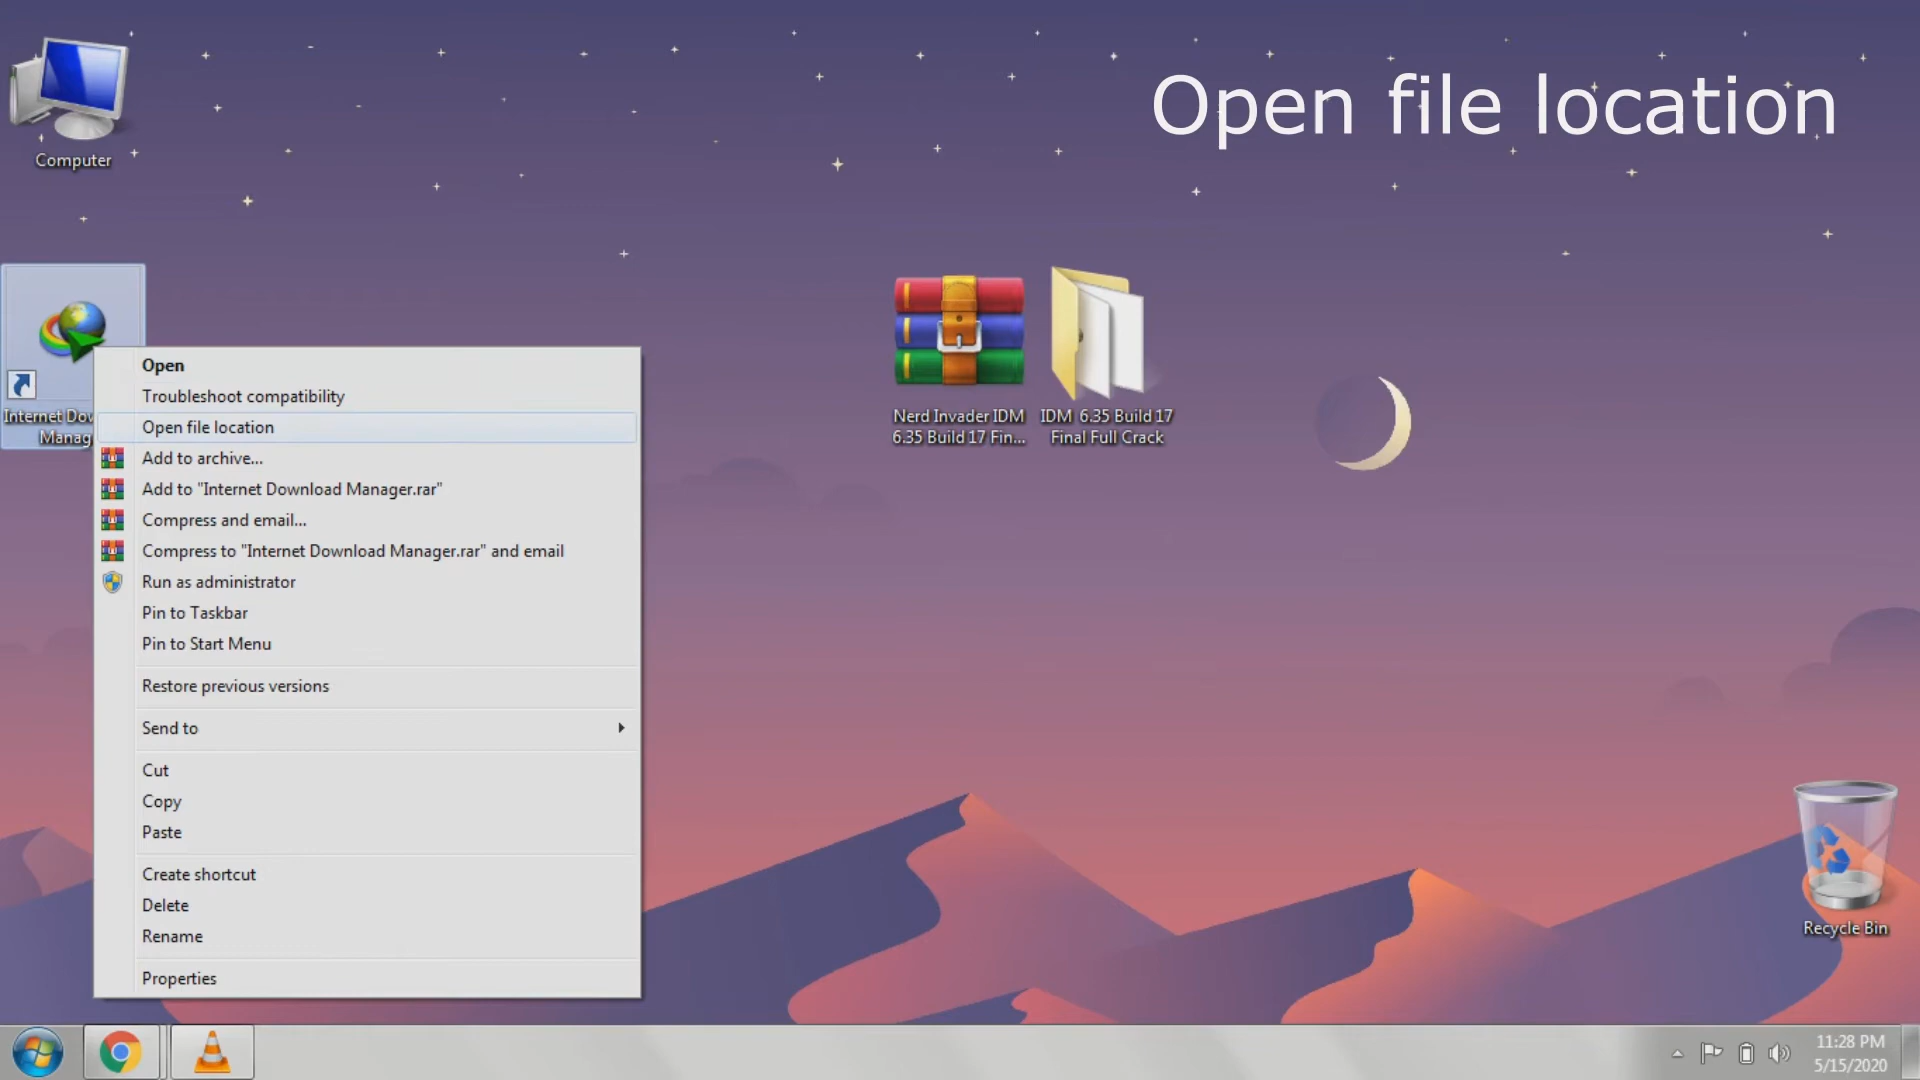 Open file location
Computer
Internet Dow
Manag
Open
Troubleshoot compatibility
Open file location
Add to archive...
Add to "Internet Download Manager.rar"
Compress and email...
Compress to "Internet Download Manager.rar" and email
Run as administrator
Pin to Taskbar
Pin to Start Menu
Restore previous versions
Send to
Cut
Copy
Paste
Create shortcut
Delete
Rename
Properties
Nerd Invader IDM
6.35 Build 17 Fin...
IDM 6.35 Build 17
Final Full Crack
Recycle Bin
11:28 PM
5/15/2020